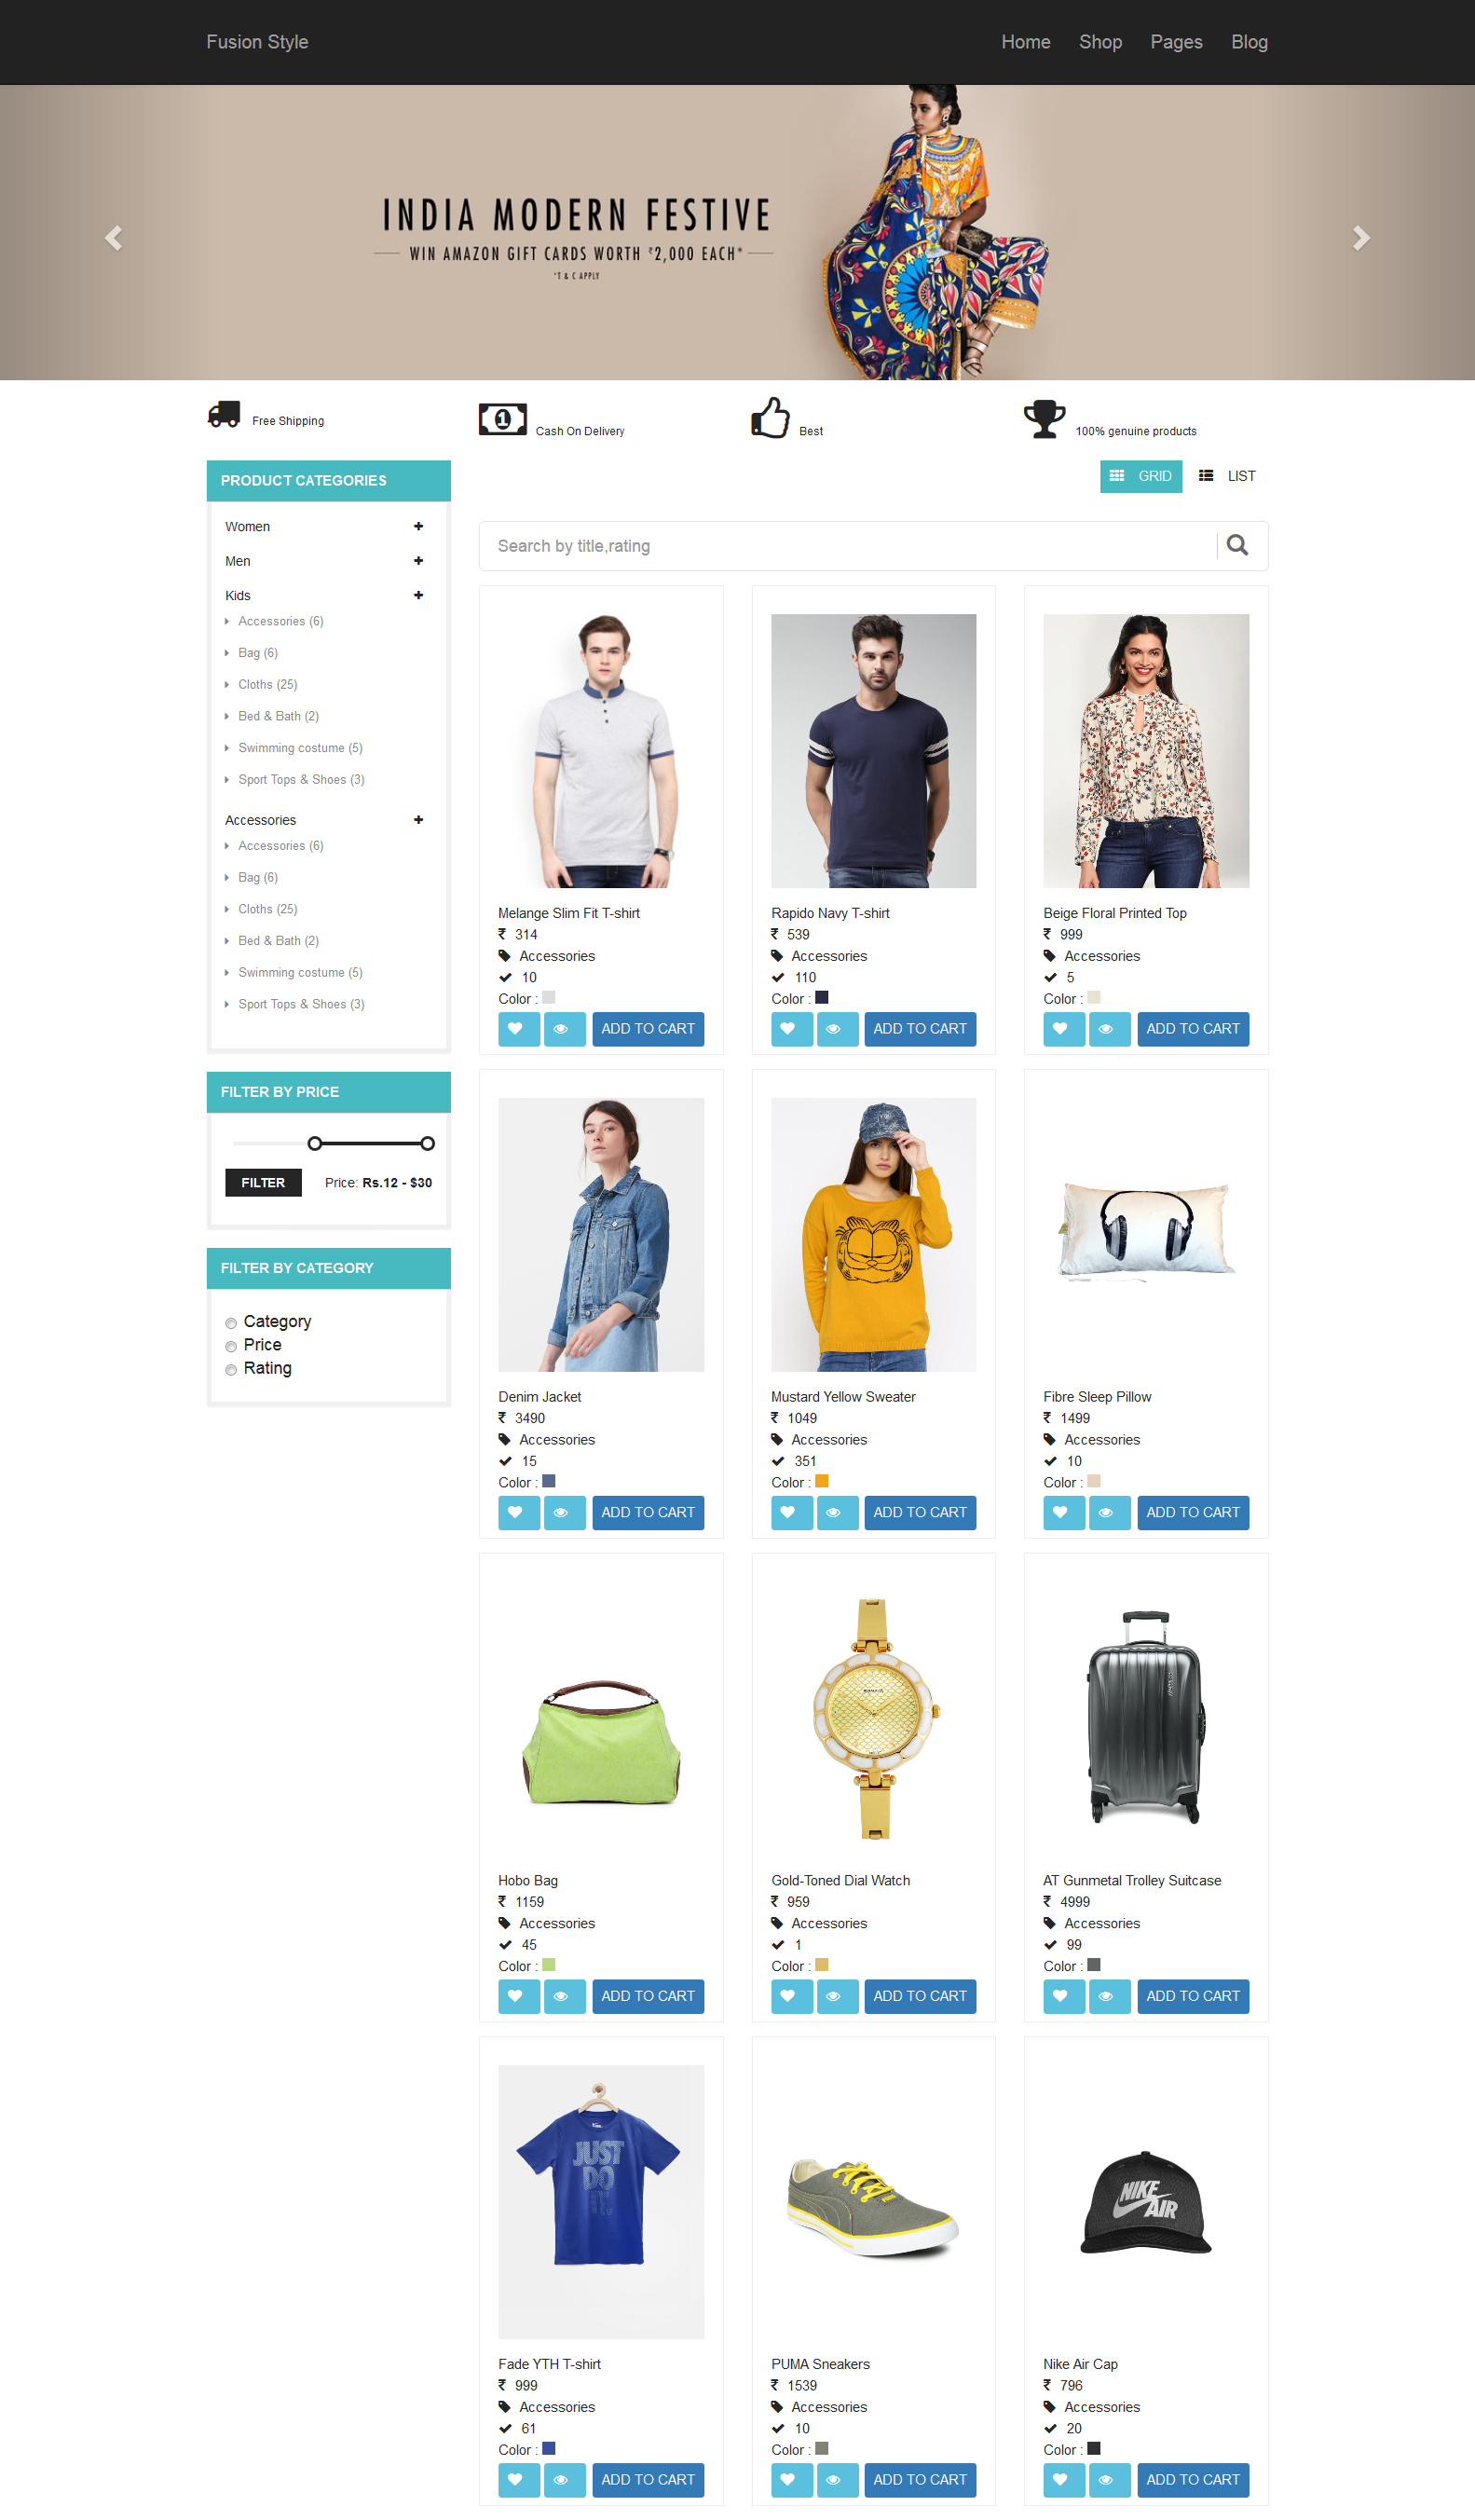 Fusion Style
Home Shop Pages Blog
INDIA MODERN FESTIVE
WIN AMAZON GIFT CARDS WORTH ₹2,000 EACH*
*T & C APPLY
Free Shipping
Cash On Delivery
Best
100% genuine products
PRODUCT CATEGORIES
Women
Men
Kids
Accessories (6)
Bag (6)
Cloths (25)
Bed & Bath (2)
Swimming costume (5)
Sport Tops & Shoes (3)
Accessories
Accessories (6)
Bag (6)
Cloths (25)
Bed & Bath (2)
Swimming costume (5)
Sport Tops & Shoes (3)
FILTER BY PRICE
FILTER Price: Rs.12 - $30
FILTER BY CATEGORY
Category
Price
Rating
GRID LIST
Search by title,rating
Melange Slim Fit T-shirt
₹ 314
Accessories
10
Color :
ADD TO CART
Rapido Navy T-shirt
₹ 539
Accessories
110
Color :
ADD TO CART
Beige Floral Printed Top
₹ 999
Accessories
5
Color :
ADD TO CART
Denim Jacket
₹ 3490
Accessories
15
Color :
ADD TO CART
Mustard Yellow Sweater
₹ 1049
Accessories
351
Color :
ADD TO CART
Fibre Sleep Pillow
₹ 1499
Accessories
10
Color :
ADD TO CART
Hobo Bag
₹ 1159
Accessories
45
Color :
ADD TO CART
Gold-Toned Dial Watch
₹ 959
Accessories
1
Color :
ADD TO CART
AT Gunmetal Trolley Suitcase
₹ 4999
Accessories
99
Color :
ADD TO CART
JUST
DO
Fade YTH T-shirt
₹ 999
Accessories
61
Color :
ADD TO CART
PUMA Sneakers
₹ 1539
Accessories
10
Color :
ADD TO CART
NIKE
AIR
Nike Air Cap
₹ 796
Accessories
20
Color :
ADD TO CART